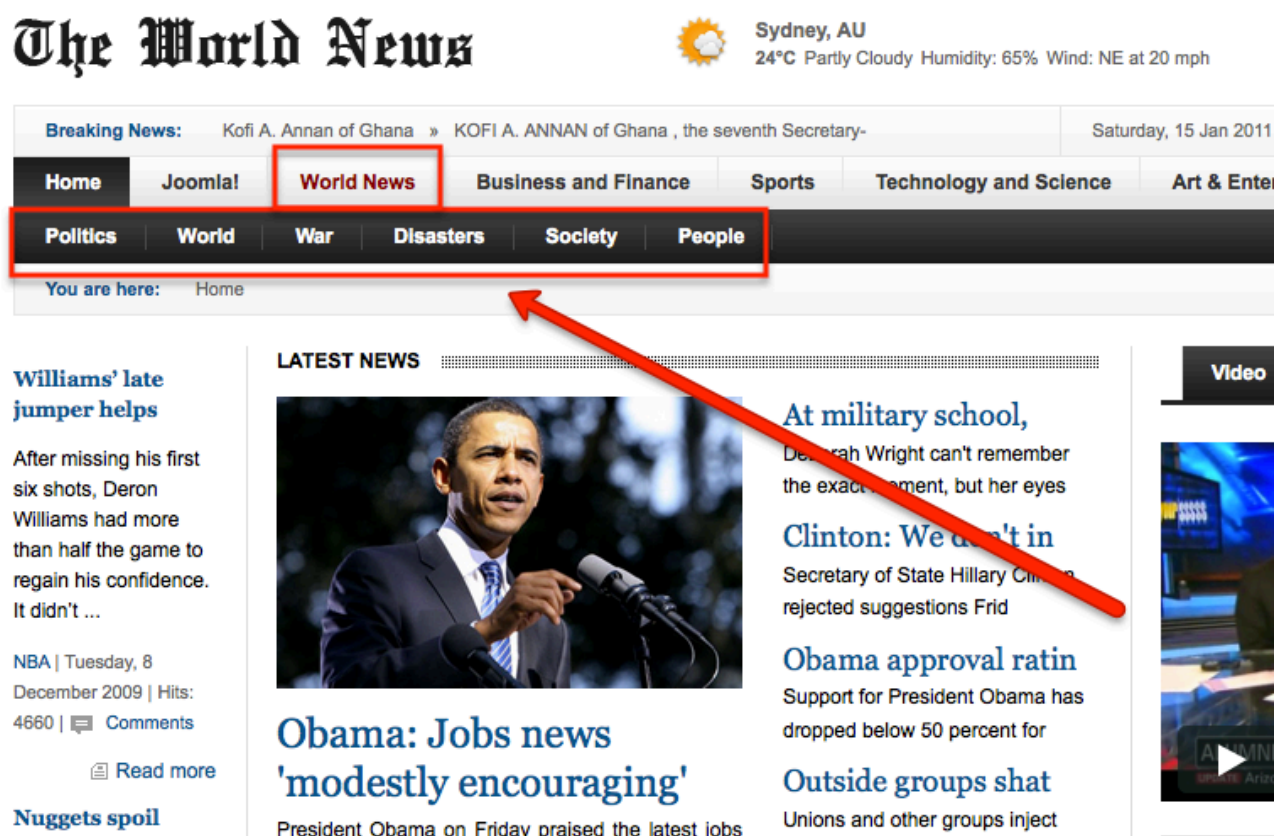 The World News
Sydney, AU
24°C Partly Cloudy Humidity: 65% Wind: NE at 20 mph
Breaking News: Kofi A. Annan of Ghana » KOFI A. ANNAN of Ghana , the seventh Secretary-
Saturday, 15 Jan 2011
Home Joomla! World News Business and Finance Sports Technology and Science Art &
Politics World War Disasters Society People
You are here: Home
Williams' late
jumper helps
After missing his first
six shots, Deron
Williams had more
than half the game to
regain his confidence.
It didn't ...
NBA | Tuesday, 8
December 2009 | Hits:
4660 | Comments
Read more
Nuggets spoil
LATEST NEWS
Obama: Jobs news
'modestly encouraging'
President Obama on Friday praised the latest jobs
At military school,
Deborah Wright can't remember
the exact moment, but her eyes
Clinton: We don't in
Secretary of State Hillary Clinton
rejected suggestions Frid
Obama approval ratin
Support for President Obama has
dropped below 50 percent for
Outside groups shat
Unions and other groups inject
Video
UPDATE